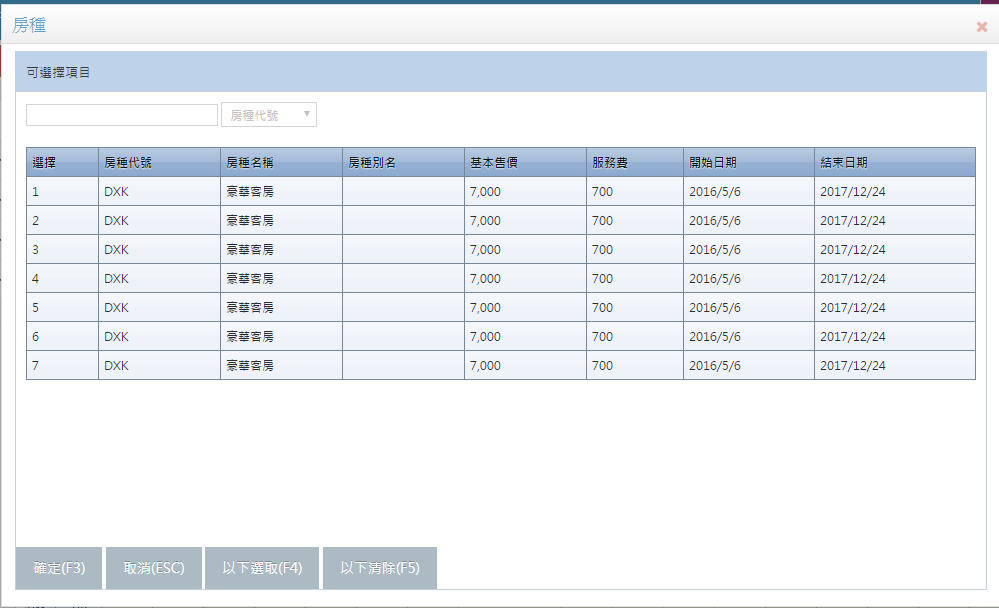 房種
可選擇項目
房種代號
選擇 房種代號 房種名稱 房種別名 基本售價 服務費 開始日期 結束日期
1 DXK 豪華客房 7,000 700 2016/5/6 2017/12/24
2 DXK 豪華客房 7,000 700 2016/5/6 2017/12/24
3 DXK 豪華客房 7,000 700 2016/5/6 2017/12/24
4 DXK 豪華客房 7,000 700 2016/5/6 2017/12/24
5 DXK 豪華客房 7,000 700 2016/5/6 2017/12/24
6 DXK 豪華客房 7,000 700 2016/5/6 2017/12/24
7 DXK 豪華客房 7,000 700 2016/5/6 2017/12/24
確定(F3) 取消(ESC) 以下選取(F4) 以下清除(F5)